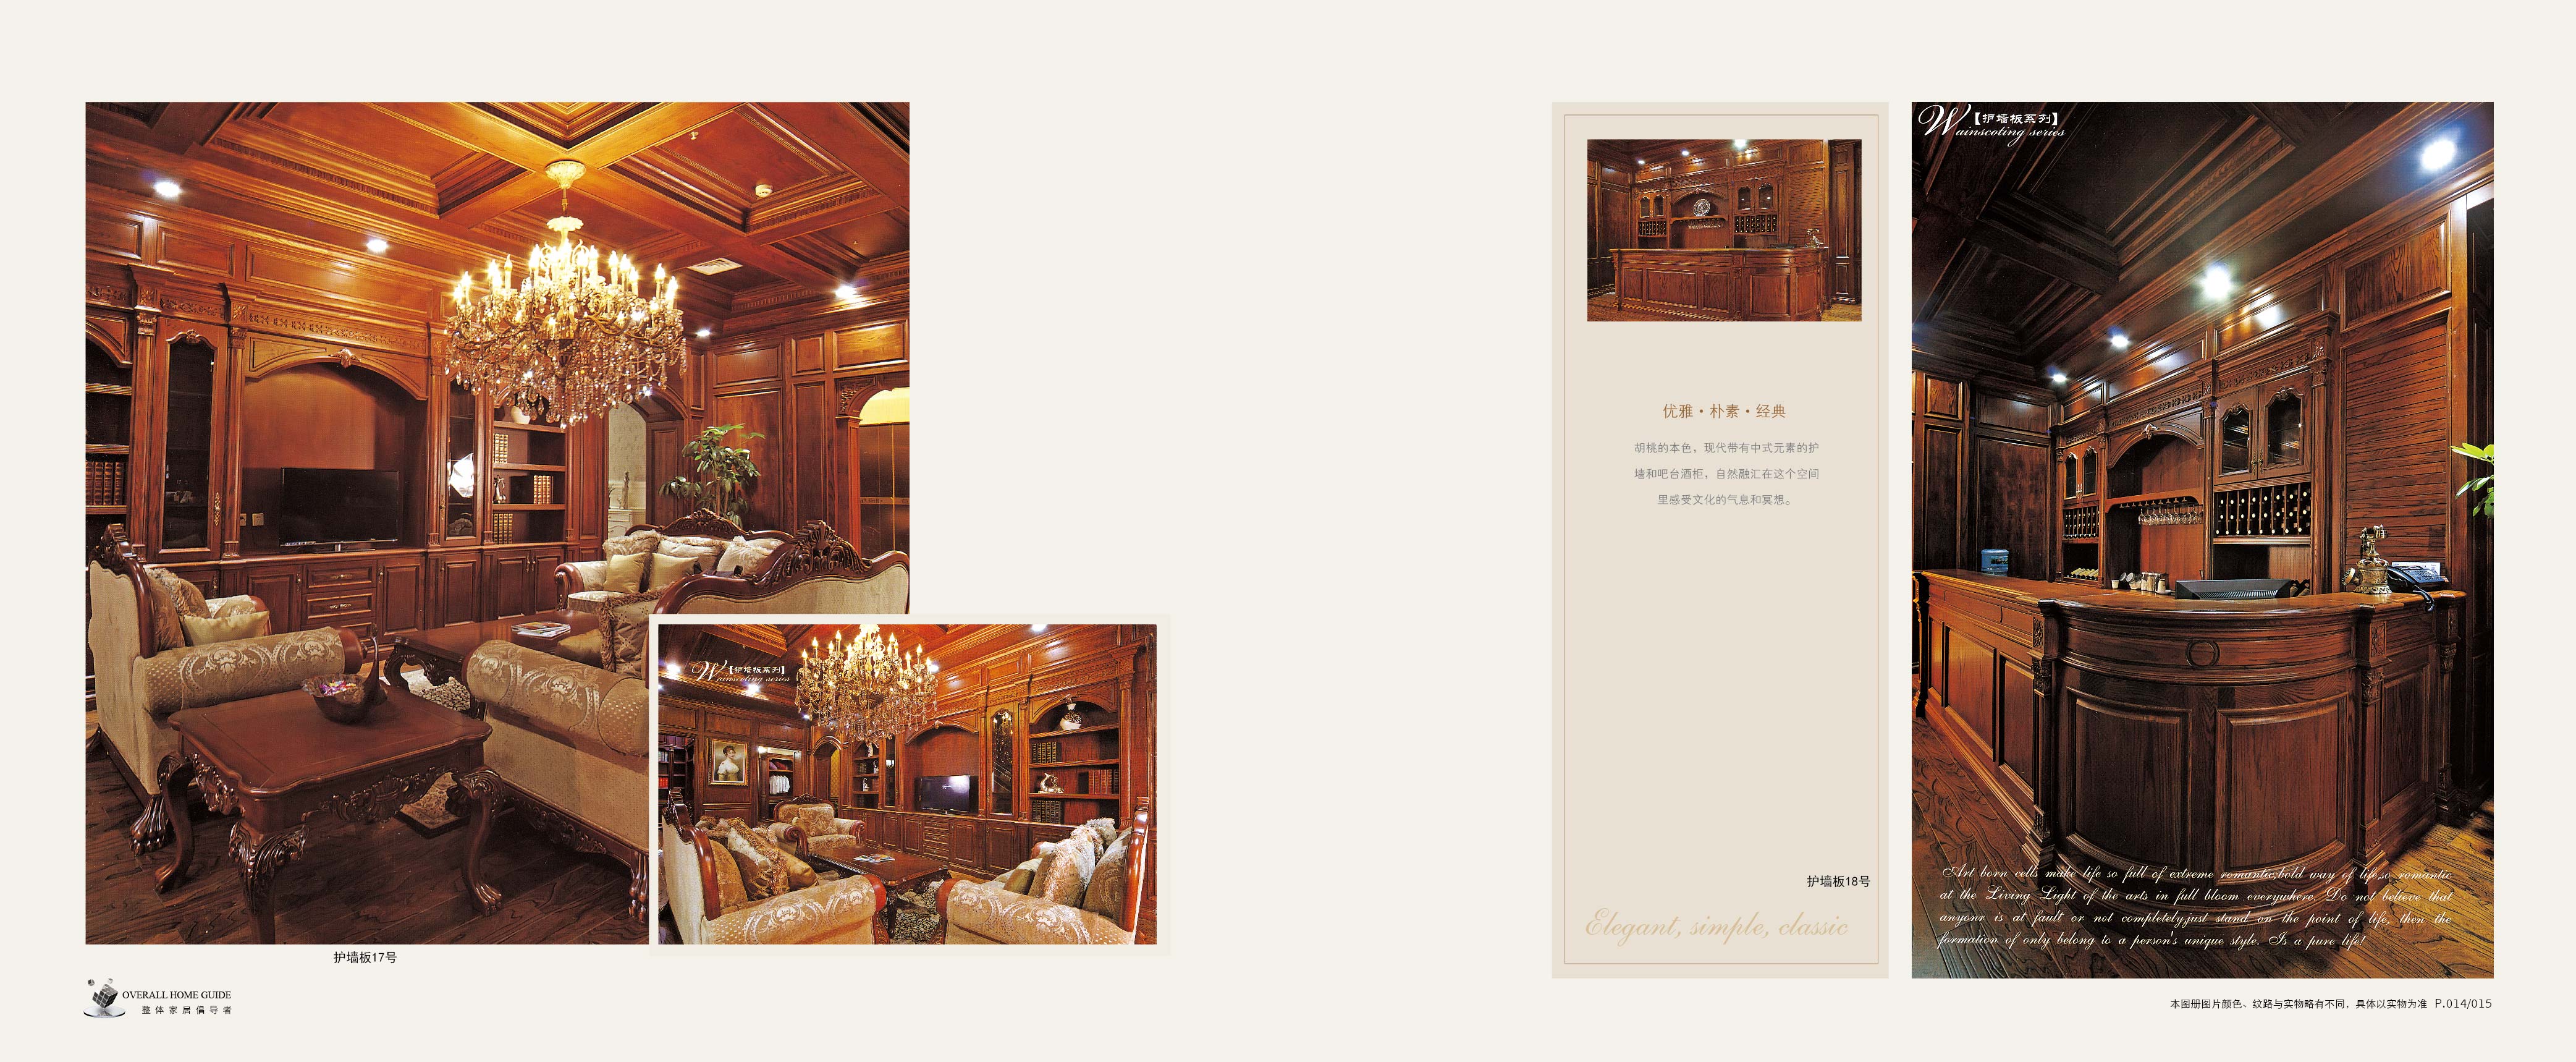 W【护墙板系列】
ainscoting series
护墙板17号
OVERALL HOME GUIDE
整体家居倡导者
优雅·朴素·经典
胡桃的本色，现代带有中式元素的护
墙和吧台酒柜，自然融汇在这个空间
里感受文化的气息和冥想。
护墙板18号
Elegant, simple, classic
W【护墙板系列】
ainscoting series
Art born cells make life so full of extreme romantic,bold way of life,so romantic
at the Living Light of the arts in full bloom everywhere. Do not believe that
anyonr is at fault or not completely,just stand on the point of life, then the
formation of only belong to a person's unique style. Is a pure life!
本图册图片颜色、纹路与实物略有不同，具体以实物为准 P.014/015